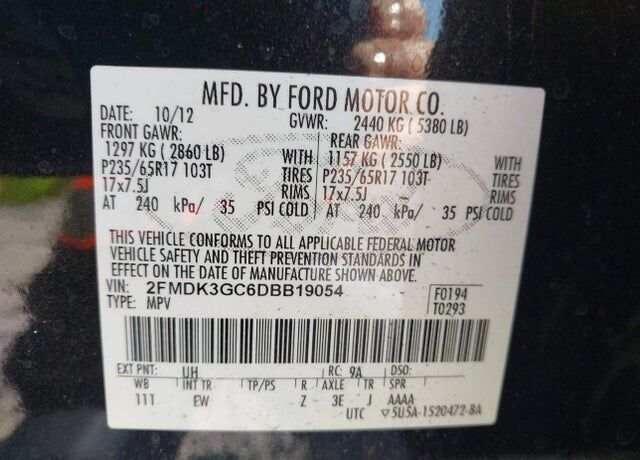 MFD. BY FORD MOTOR CO.
DATE: 10/12 GVWR: 2440 KG ( 5380 LB)
FRONT GAWR: REAR GAWR:
1297 KG ( 2860 LB) WITH 1157 KG ( 2550 LB) WITH
P235/65R17 103T TIRES P235/65R17 103T TIRES
17x7.5J RIMS 17x7.5J RIMS
AT 240 kPa/ 35 PSI COLD AT 240 kPa/ 35 PSI COLD
THIS VEHICLE CONFORMS TO ALL APPLICABLE FEDERAL MOTOR
VEHICLE SAFETY AND THEFT PREVENTION STANDARDS IN
EFFECT ON THE DATE OF MANUFACTURE SHOWN ABOVE.
VIN: 2FMDK3GC6DBB19054 F0194
TYPE: MPV T0293
EXT PNT: UH RC: 9A DSO:
WB INT TR TP/PS R AXLE TR SPR
111 EW Z 3E J AAAA
UTC ▽5U5A-1520472-BA